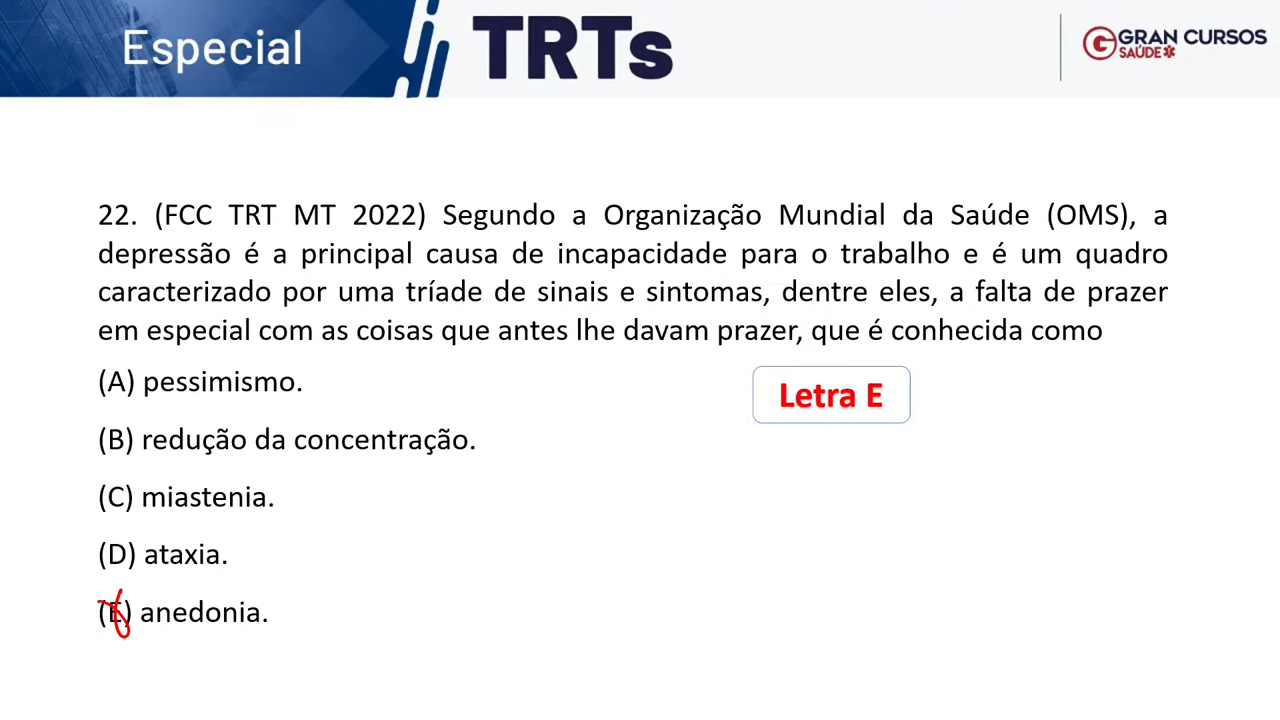 Especial
TRTs
GRAN CURSOS
SAÚDE
22. (FCC TRT MT 2022) Segundo a Organização Mundial da Saúde (OMS), a
depressão é a principal causa de incapacidade para o trabalho e é um quadro
caracterizado por uma tríade de sinais e sintomas, dentre eles, a falta de prazer
em especial com as coisas que antes lhe davam prazer, que é conhecida como
(A) pessimismo.
Letra E
(B) redução da concentração.
(C) miastenia.
(D) ataxia.
(E) anedonia.